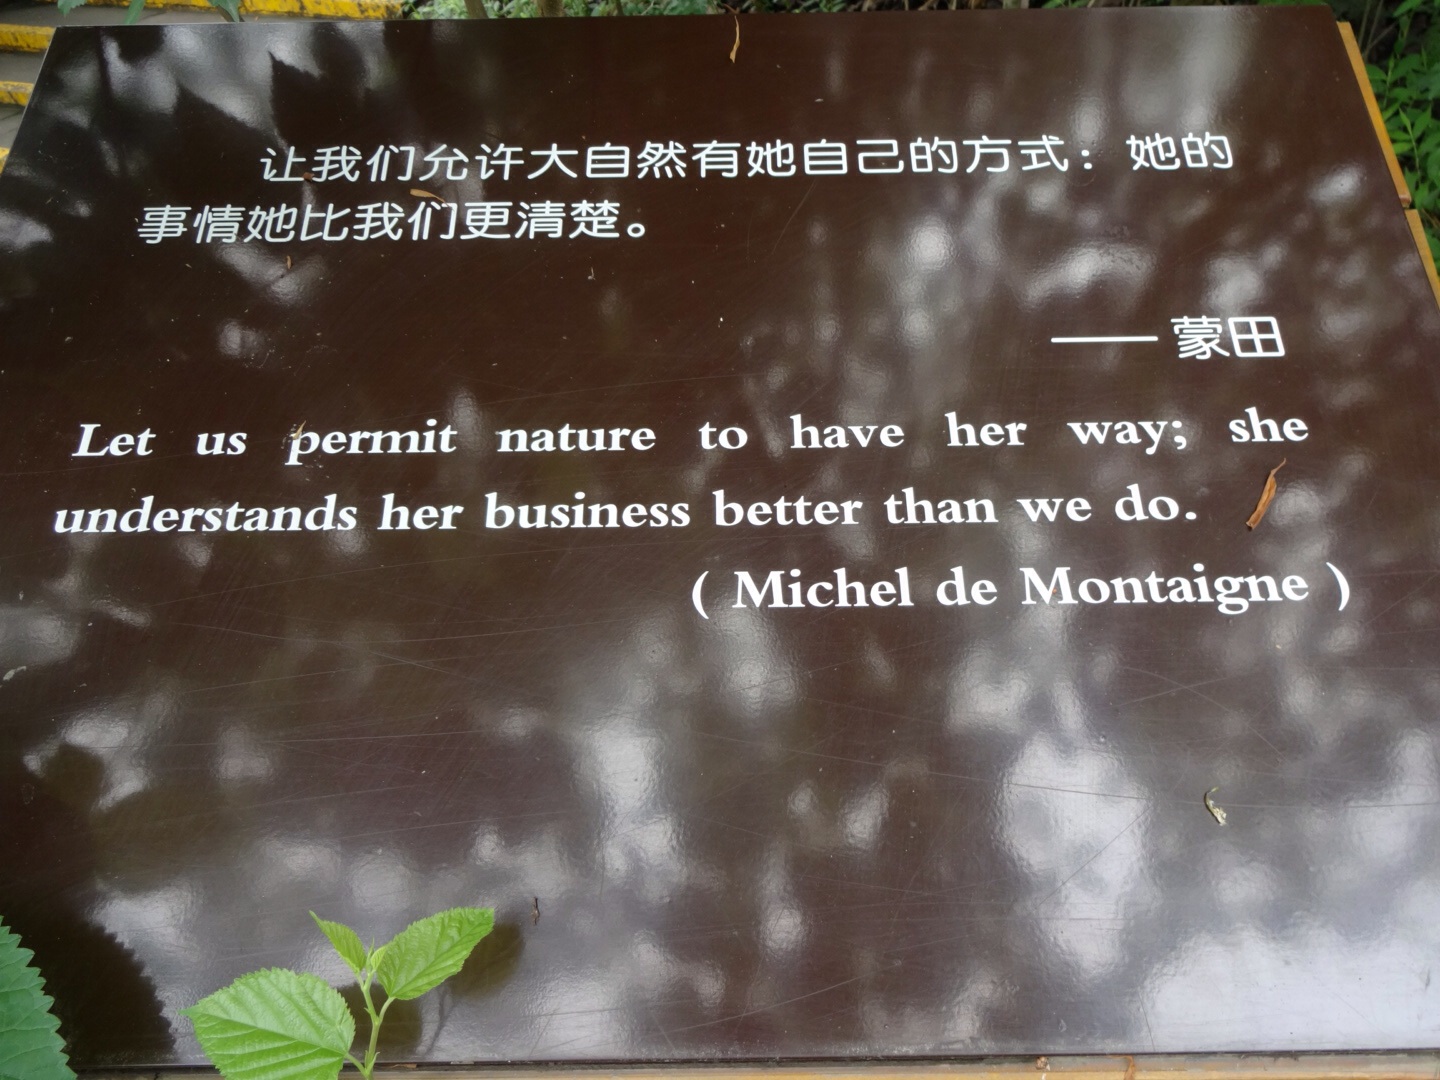 让我们允许大自然有她自己的方式：她的
事情她比我们更清楚。
——蒙田
Let us permit nature to have her way; she
understands her business better than we do.
( Michel de Montaigne )